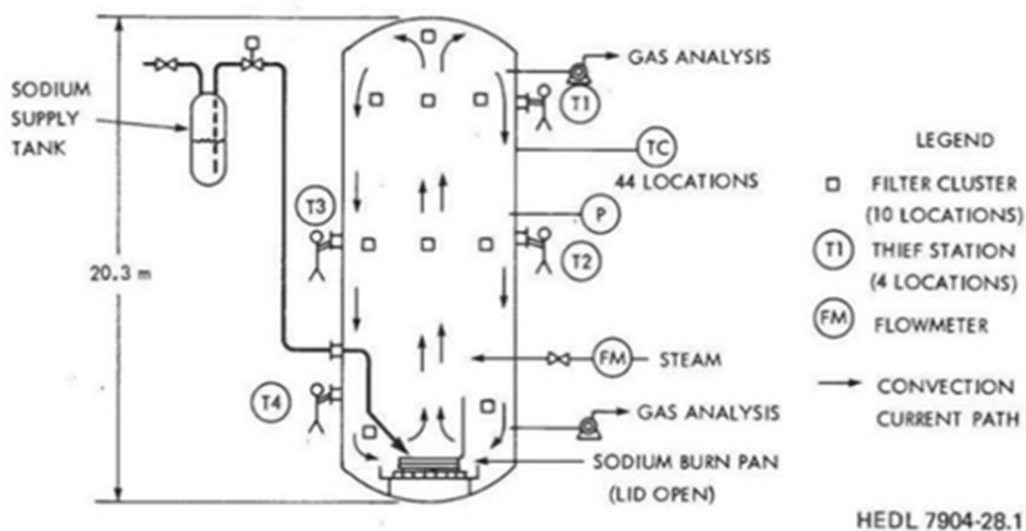 SODIUM
SUPPLY
TANK
20.3 m
GAS ANALYSIS
T1
TC
44 LOCATIONS
P
T3
T2
FM
STEAM
T4
GAS ANALYSIS
SODIUM BURN PAN
(LID OPEN)
LEGEND
FILTER CLUSTER
(10 LOCATIONS)
T1 THIEF STATION
(4 LOCATIONS)
FM FLOWMETER
CONVECTION
CURRENT PATH
HEDL 7904-28.1